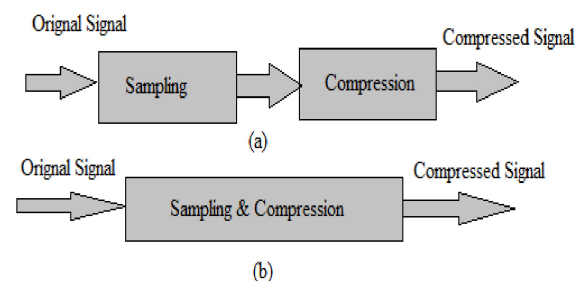 Orignal Signal
Compressed Signal
Sampling
Compression
(a)
Orignal Signal
Compressed Signal
Sampling & Compression
(b)